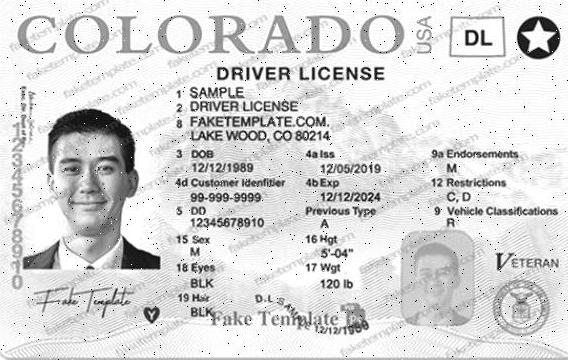 COLORADO
USA
DL
DRIVER LICENSE
1 SAMPLE
2 DRIVER LICENSE
8 FAKETEMPLATE.COM,
LAKE WOOD, CO 80214
3 DOB
12/12/1989
4a Iss
12/05/2019
9a Endorsements
M
4d Customer Identifier
99-999-9999
4b Exp
12/12/2024
12 Restrictions
C, D
5 DD
12345678910
Previous Type
A
9 Vehicle Classifications
R
15 Sex
M
16 Hgt
5'-04"
18 Eyes
BLK
17 Wgt
120 lb
VETERAN
19 Hair
BLK
Fake Template
Fake Template
12/12/1989
12345678910
faketemplate.com